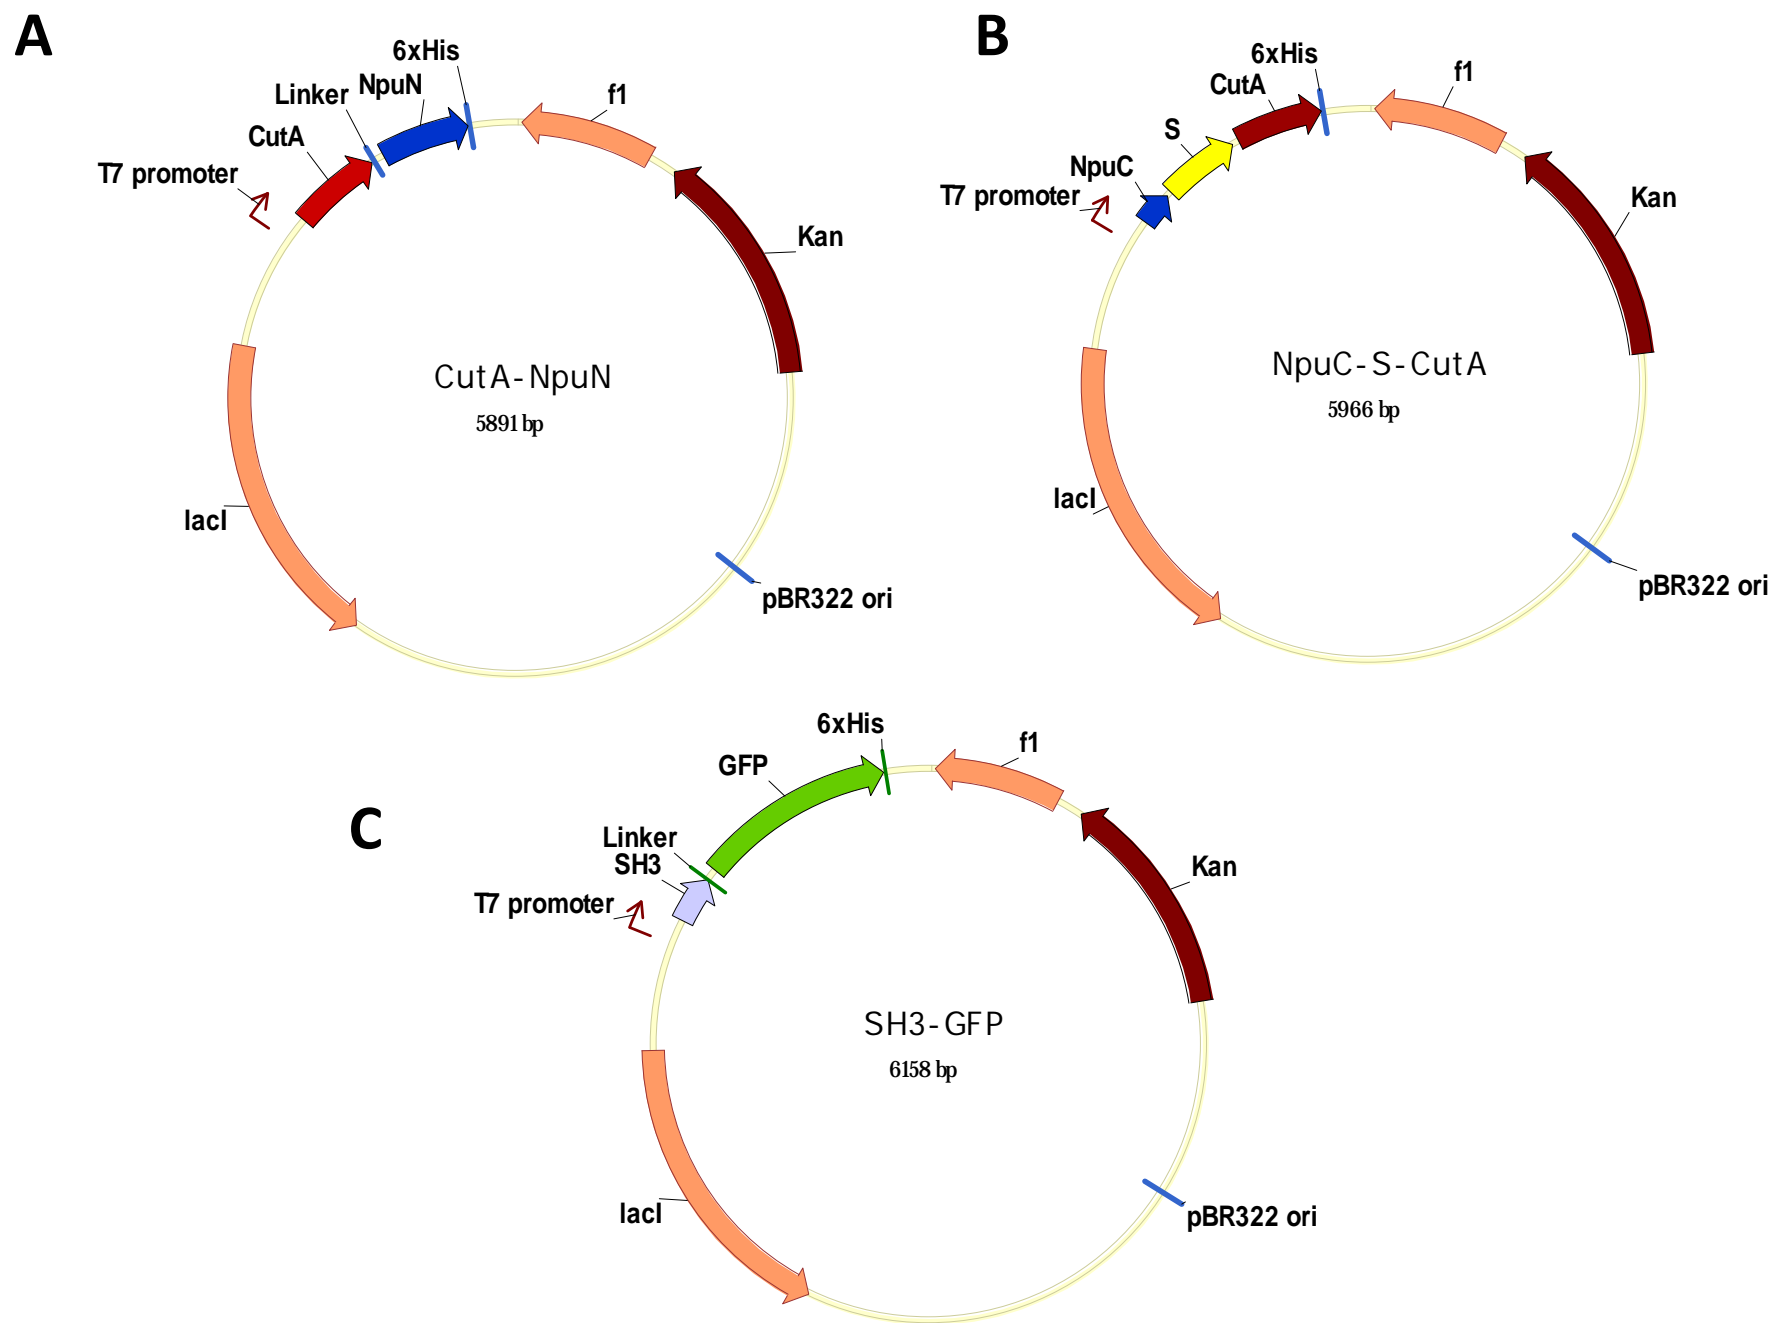 A
6xHis
NpuN
Linker
CutA
T7 promoter
f1
Kan
CutA-NpuN
5891 bp
lacI
pBR322 ori
B
6xHis
CutA
S
NpuC
T7 promoter
f1
Kan
NpuC-S-CutA
5966 bp
lacI
pBR322 ori
C
6xHis
GFP
Linker
SH3
T7 promoter
f1
Kan
SH3-GFP
6158 bp
lacI
pBR322 ori